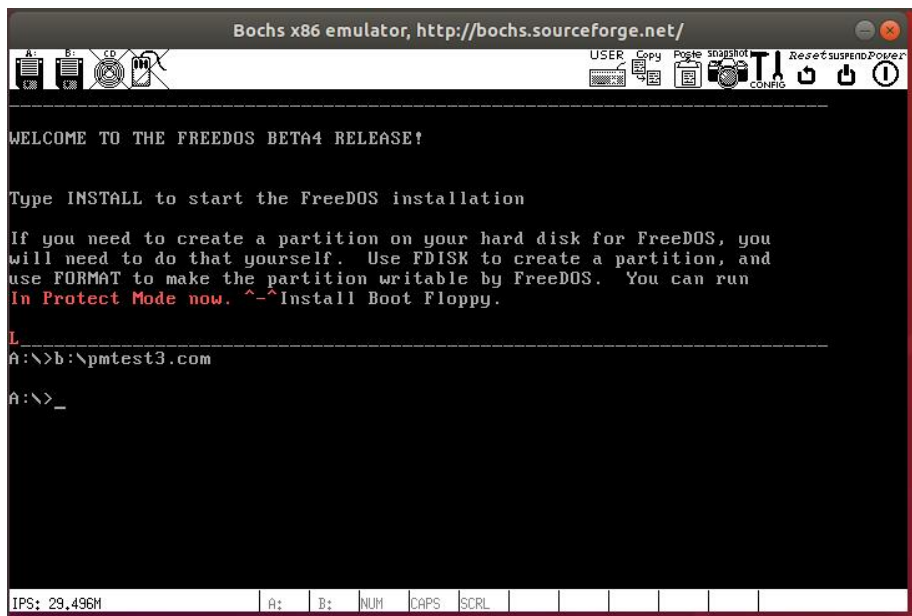 Bochs x86 emulator, http://bochs.sourceforge.net/
A: B: CD USER Copy Paste snapshot CONFIG Reset SUSPEND Power
WELCOME TO THE FREEDOS BETA4 RELEASE!
Type INSTALL to start the FreeDOS installation
If you need to create a partition on your hard disk for FreeDOS, you
will need to do that yourself.  Use FDISK to create a partition, and
use FORMAT to make the partition writable by FreeDOS.  You can run
In Protect Mode now. ^-^Install Boot Floppy.
L
A:\>b:\pmtest3.com
A:\>_
IPS: 29.496M A: B: NUM CAPS SCRL